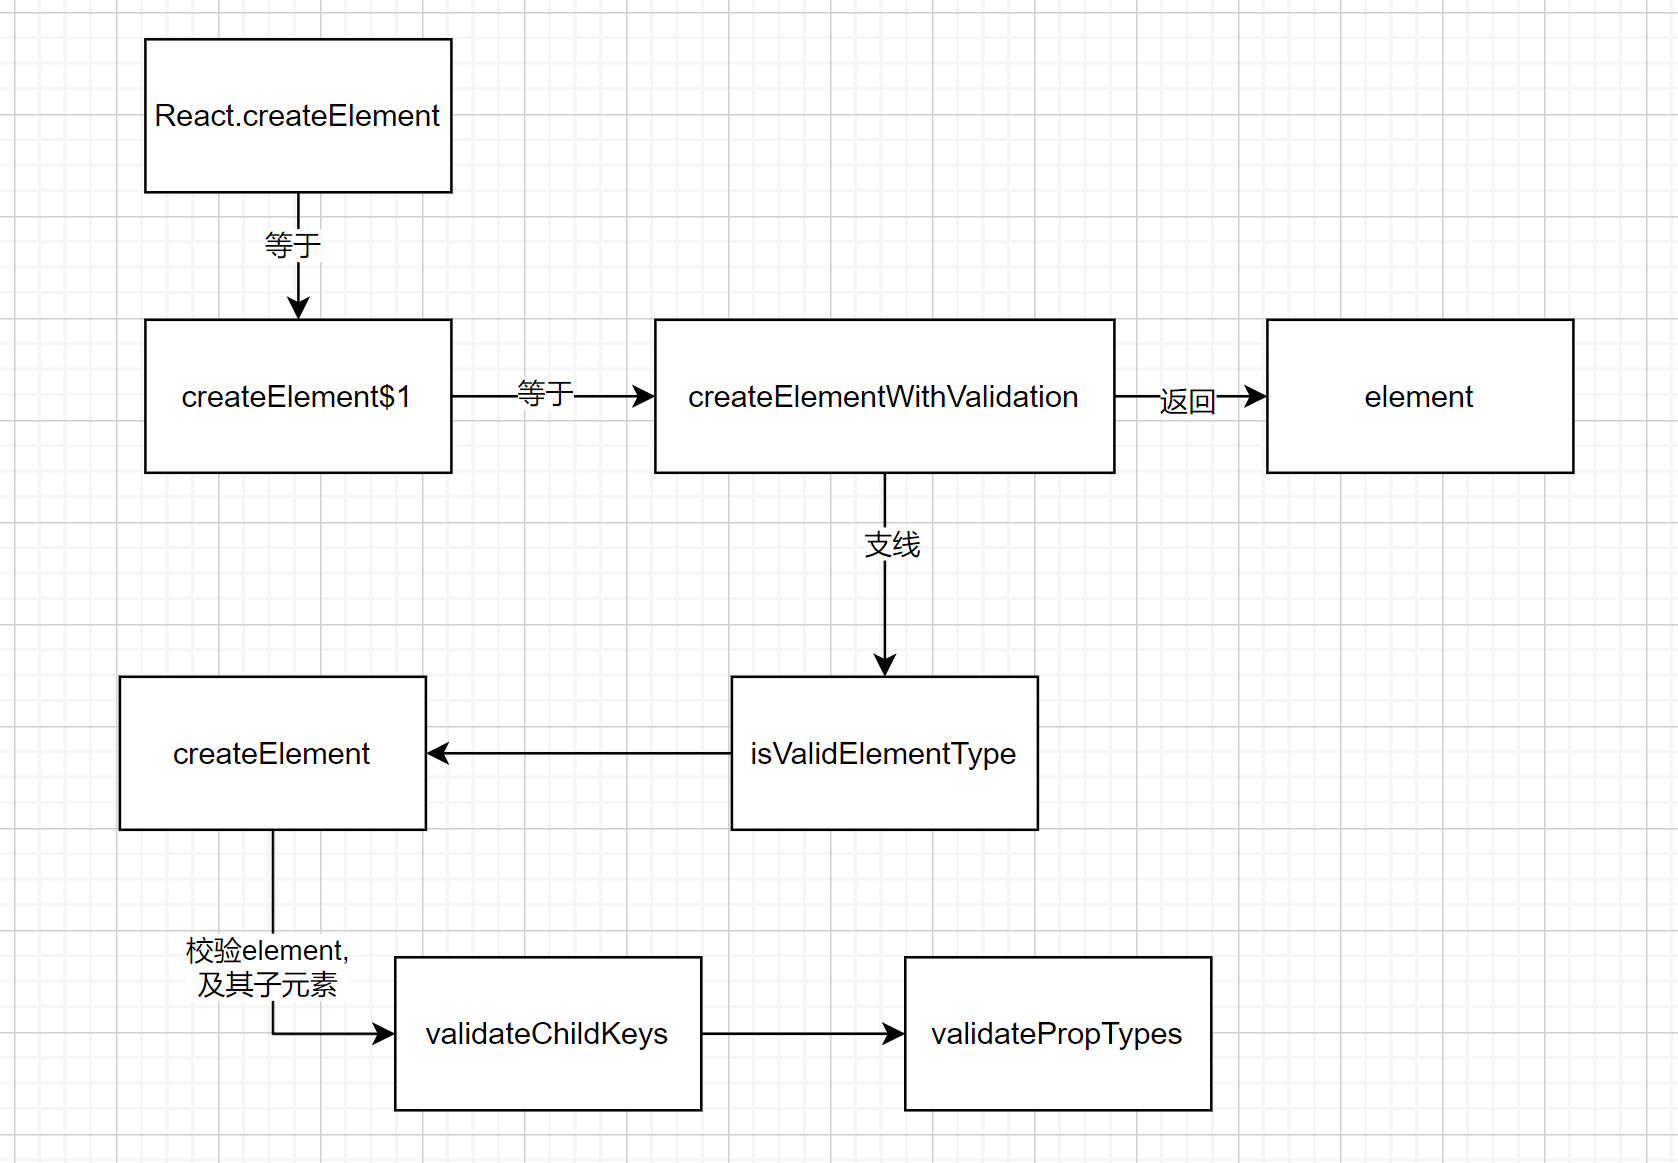 React.createElement
等于
createElement$1
等于
createElementWithValidation
返回
element
支线
createElement
isValidElementType
校验element,
及其子元素
validateChildKeys
validatePropTypes